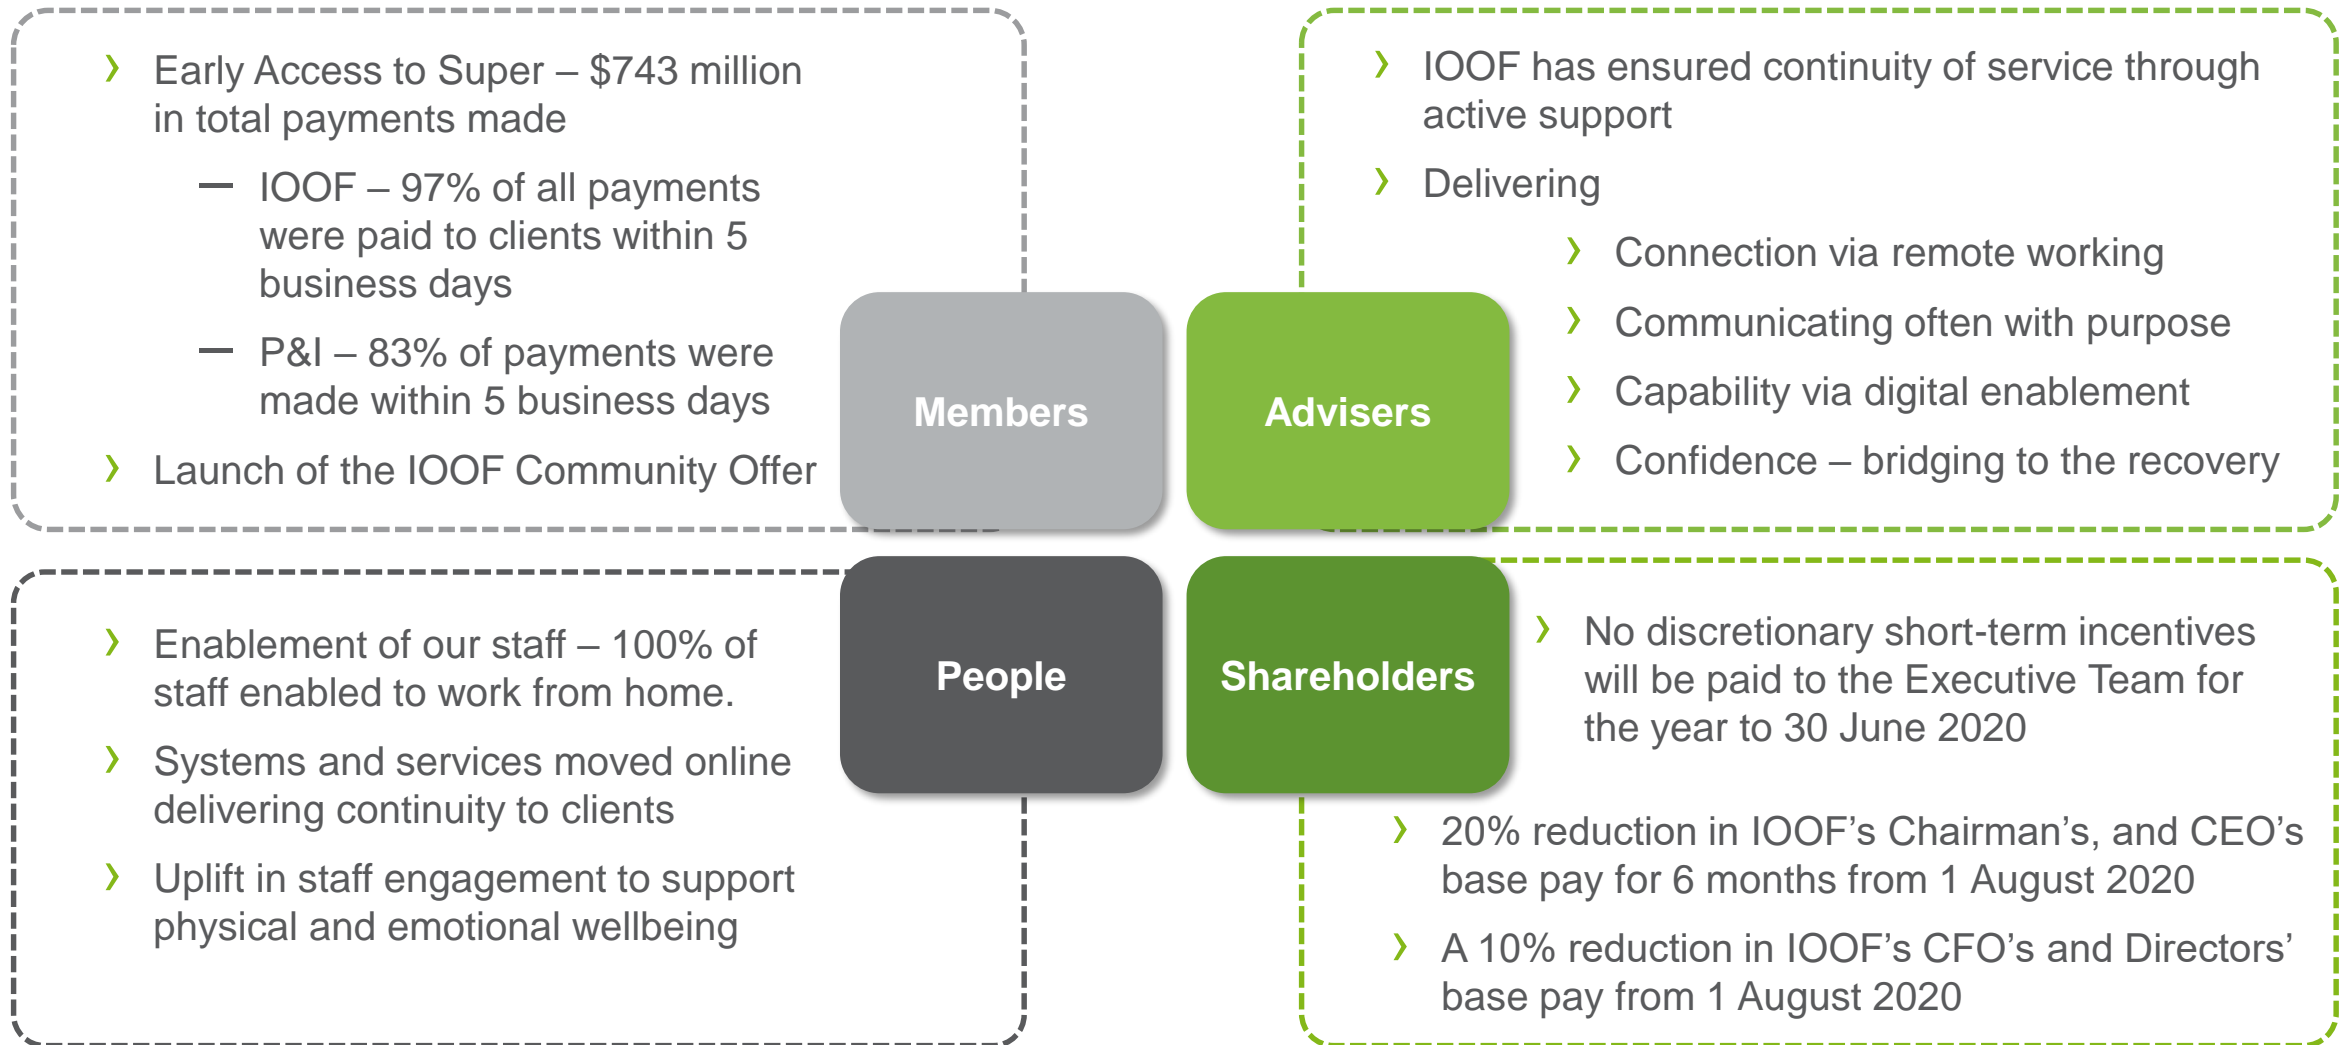 › Early Access to Super – $743 million
in total payments made
— IOOF – 97% of all payments
were paid to clients within 5
business days
— P&I – 83% of payments were
made within 5 business days
› Launch of the IOOF Community Offer
Members
› IOOF has ensured continuity of service through
active support
› Delivering
› Connection via remote working
› Communicating often with purpose
› Capability via digital enablement
› Confidence – bridging to the recovery
Advisers
› Enablement of our staff – 100% of
staff enabled to work from home.
› Systems and services moved online
delivering continuity to clients
› Uplift in staff engagement to support
physical and emotional wellbeing
People
Shareholders
› No discretionary short-term incentives
will be paid to the Executive Team for
the year to 30 June 2020
› 20% reduction in IOOF’s Chairman’s, and CEO’s
base pay for 6 months from 1 August 2020
› A 10% reduction in IOOF’s CFO’s and Directors’
base pay from 1 August 2020